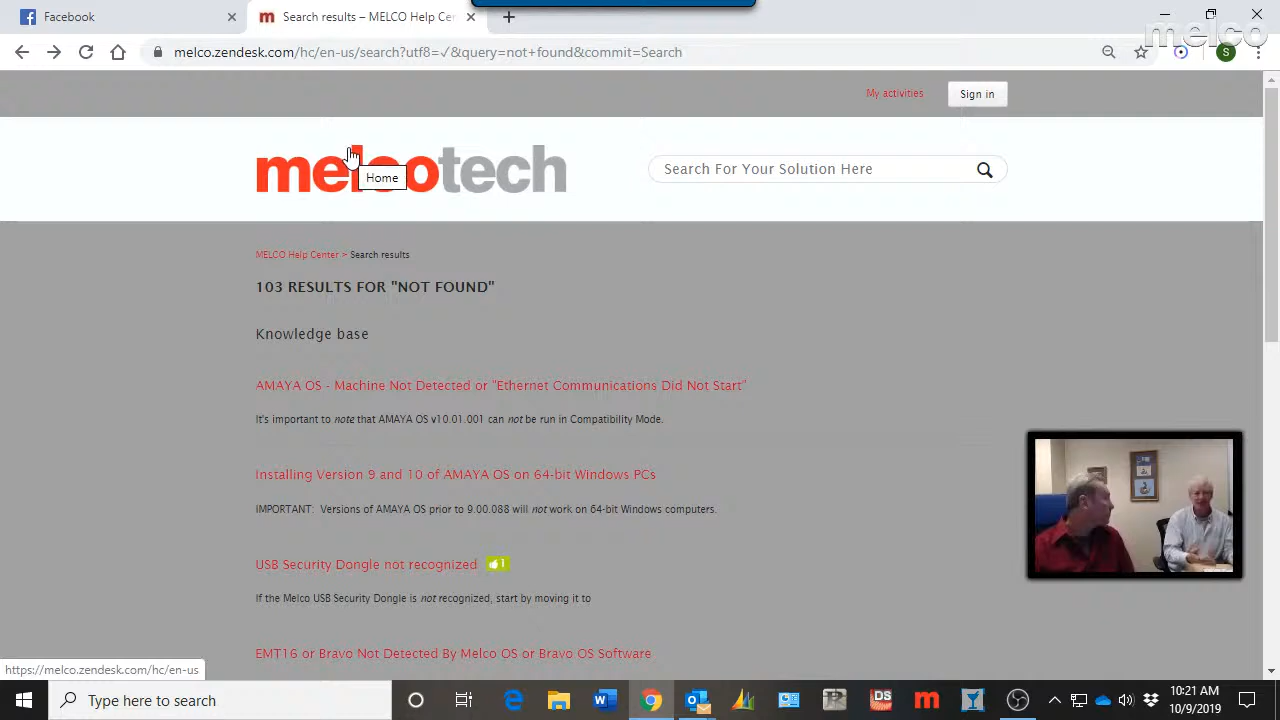 Facebook
Search results – MELCO Help Cen
melco
melco.zendesk.com/hc/en-us/search?utf8=✓&query=not+found&commit=Search
S
My activities
Sign in
melcotech
Home
Search For Your Solution Here
MELCO Help Center > Search results
103 RESULTS FOR "NOT FOUND"
Knowledge base
AMAYA OS - Machine Not Detected or "Ethernet Communications Did Not Start"
It's important to note that AMAYA OS v10.01.001 can not be run in Compatibility Mode.
Installing Version 9 and 10 of AMAYA OS on 64-bit Windows PCs
IMPORTANT: Versions of AMAYA OS prior to 9.00.088 will not work on 64-bit Windows computers.
USB Security Dongle not recognized 1
If the Melco USB Security Dongle is not recognized, start by moving it to
EMT16 or Bravo Not Detected By Melco OS or Bravo OS Software
https://melco.zendesk.com/hc/en-us
Type here to search
DS
10:21 AM
10/9/2019